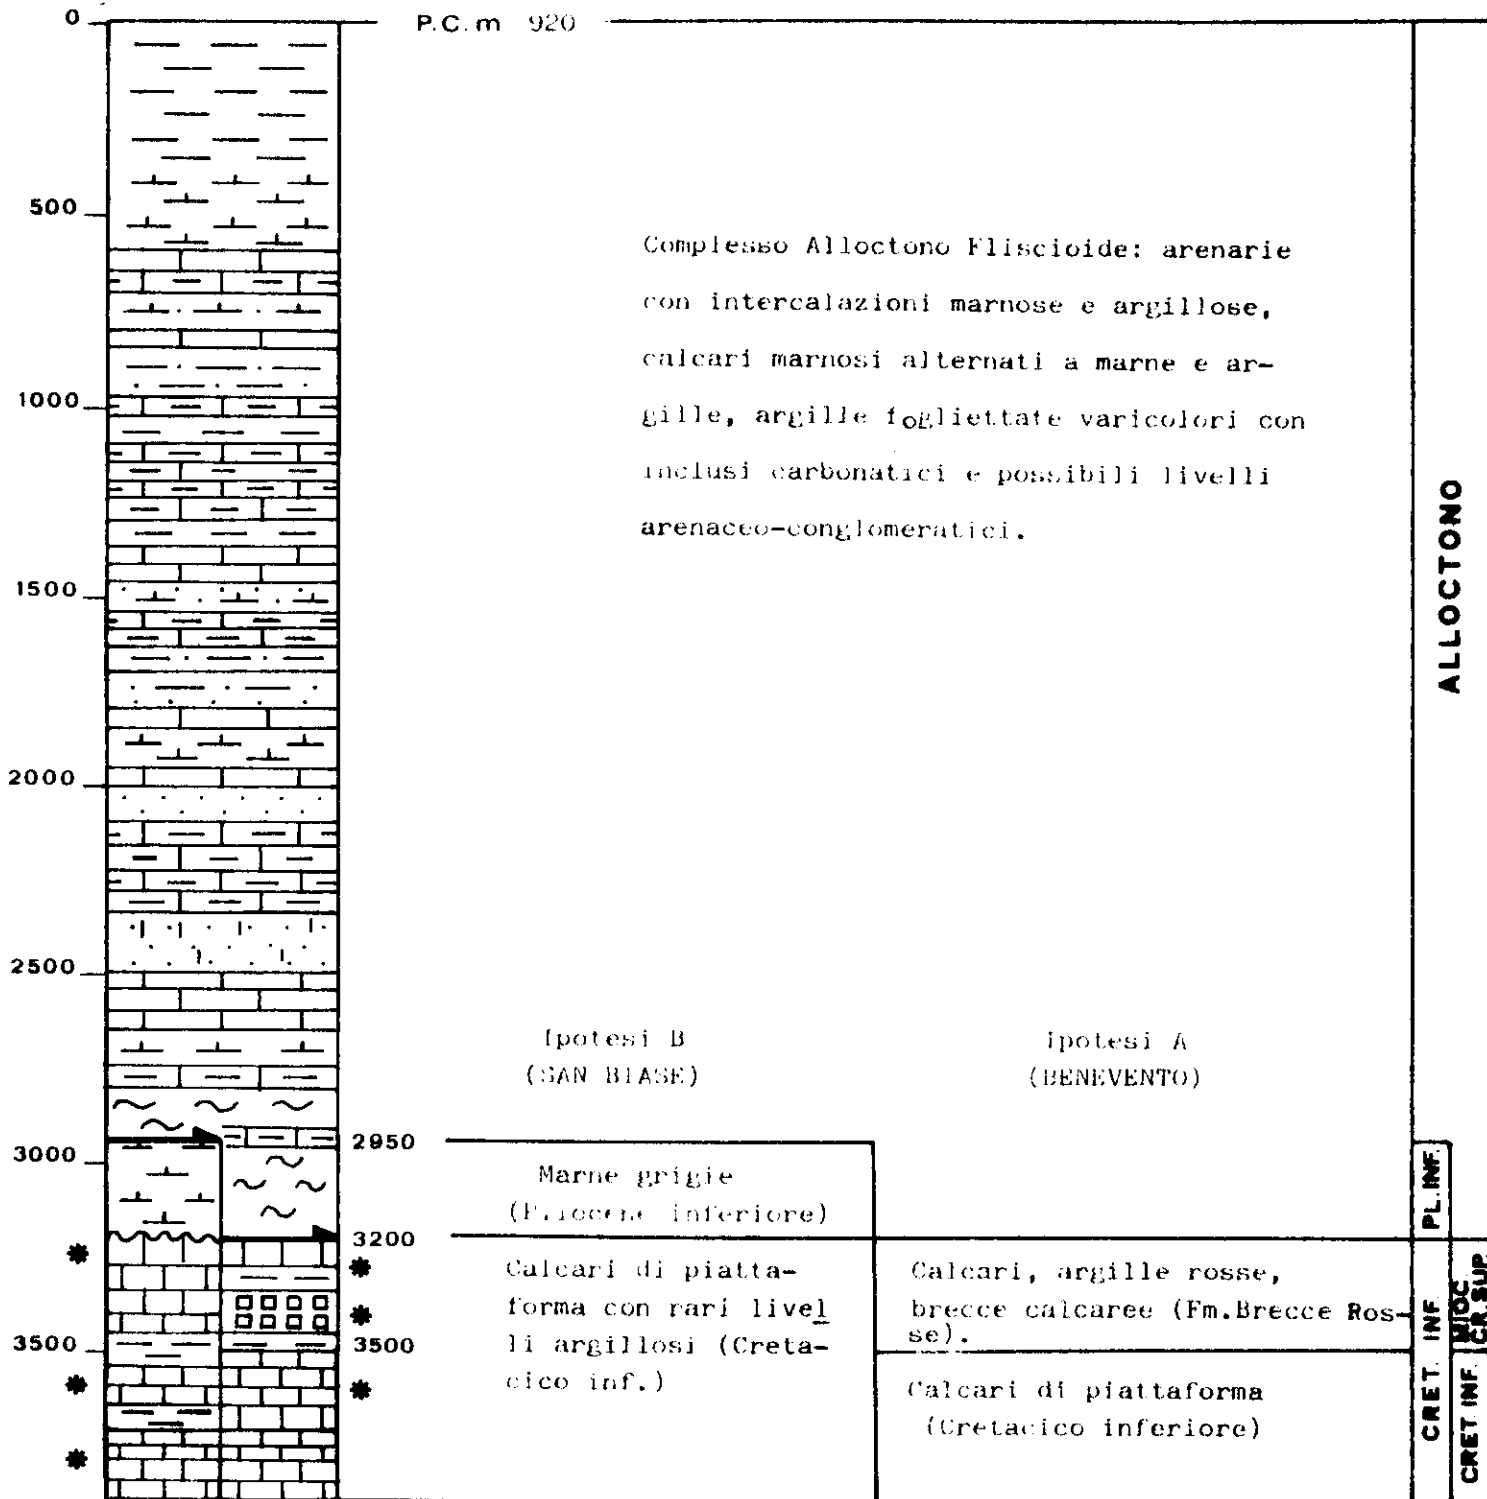 0
P.C. m 920
500
Complesso Alloctono Fliscioide: arenarie
con intercalazioni marnose e argillose,
calcari marnosi alternati a marne e ar-
gille, argille fogliettate varicolori con
inclusi carbonatici e possibili livelli
arenaceo-conglomeratici.
1000
1500
2000
2500
3000
3500
ALLOCTONO
Ipotesi B
(SAN BIASE)
Ipotesi A
(BENEVENTO)
2950
Marne grigie
(Pliocene inferiore)
3200
Calcari di piatta-
forma con rari livel
li argillosi (Creta-
cico inf.)
Calcari, argille rosse,
brecce calcaree (Fm.Brecce Ros-
se).
3500
Calcari di piattaforma
(Cretacico inferiore)
PL. INF.
CRET. INF.
MIOC.
CR. SUP.
CRET. INF.